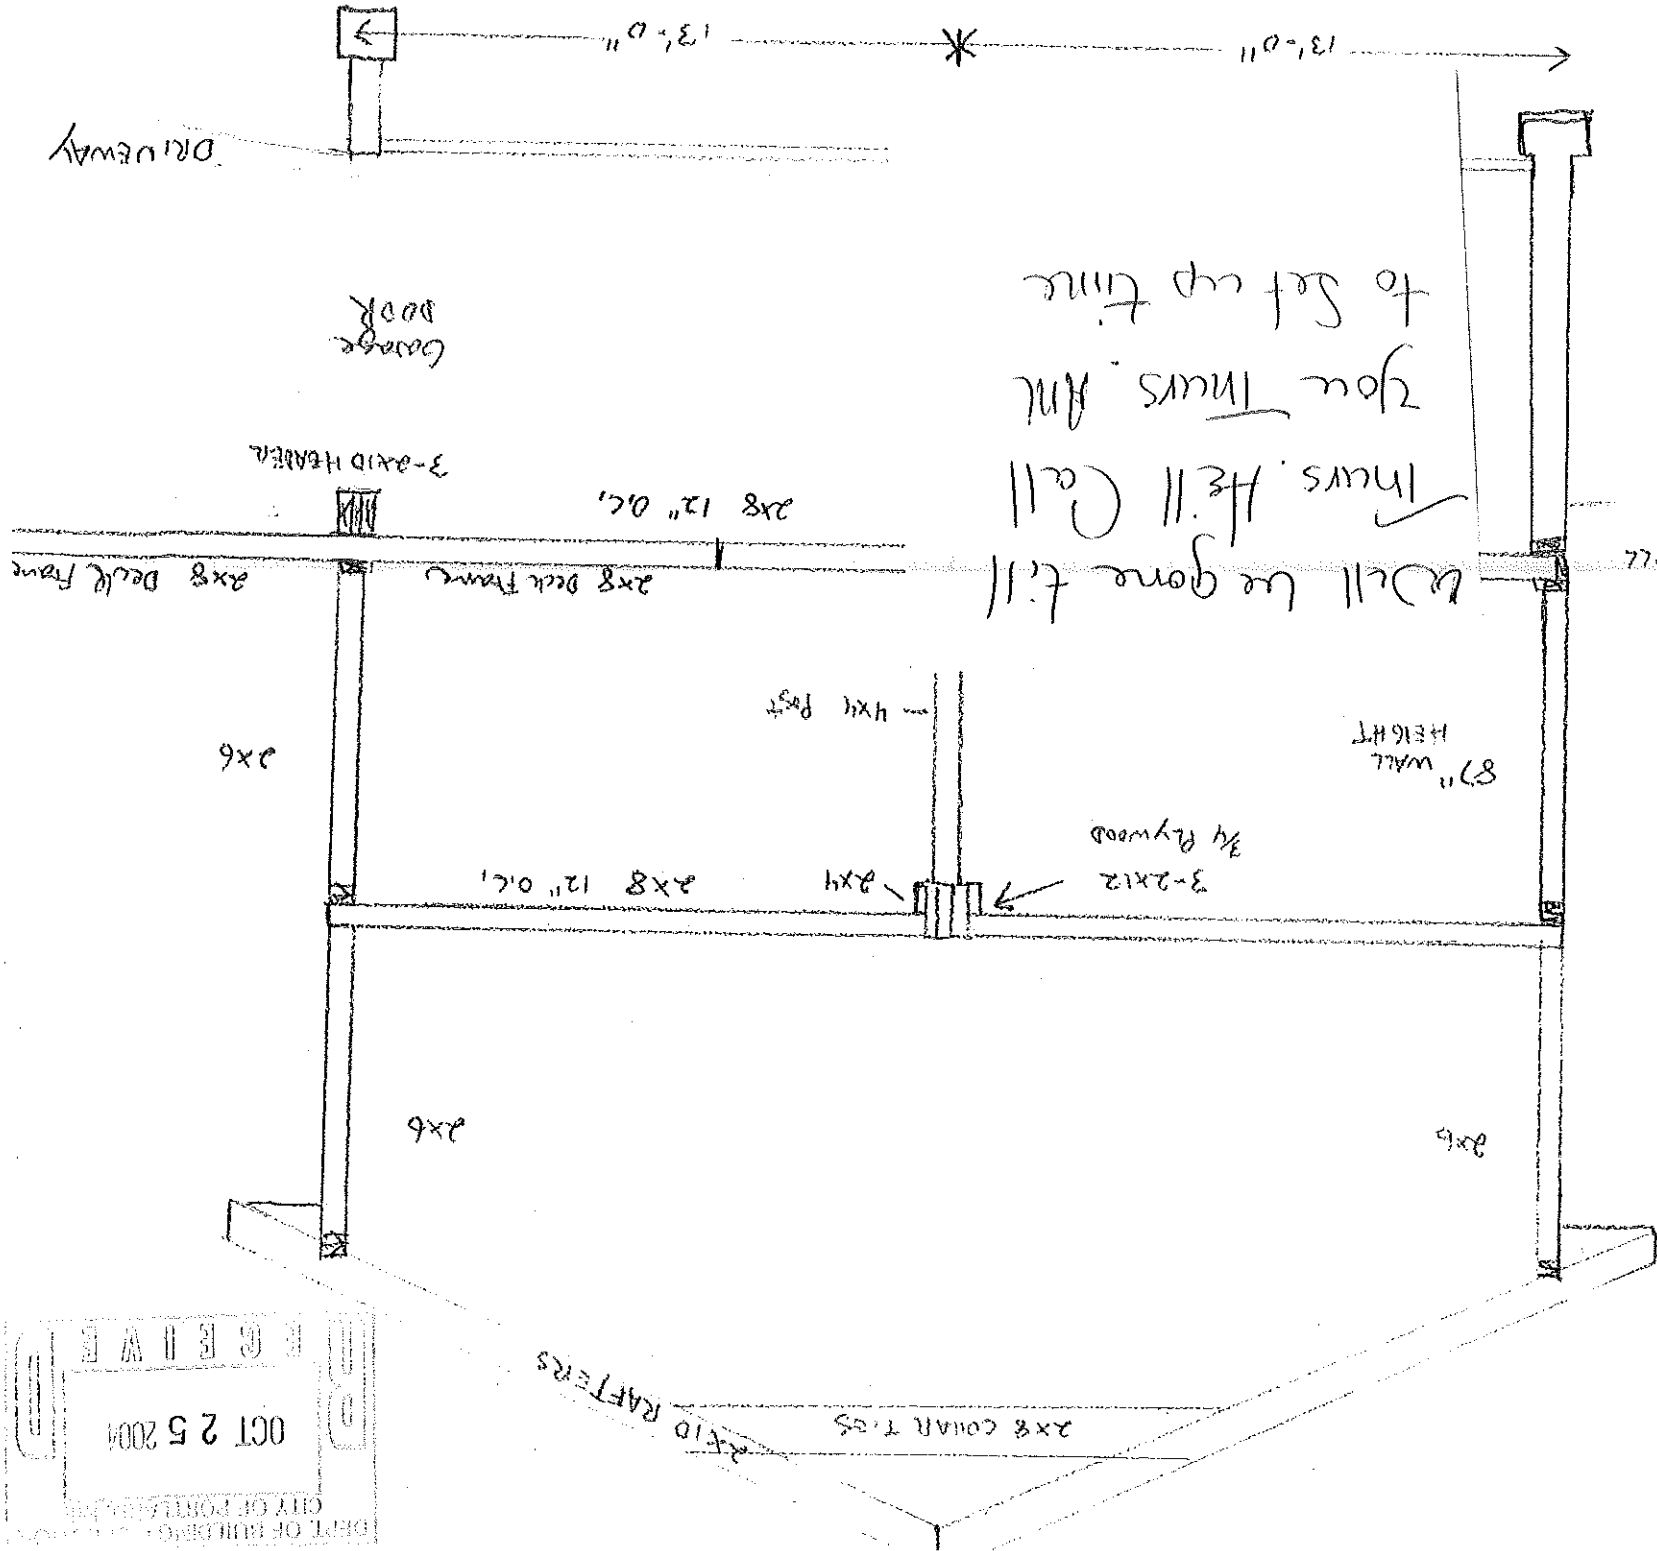 DEPT. OF BUILDING
CITY OF PORTLAND
OCT 25 2004
RECEIVE
2x8 COLLAR TIES
2x10 RAFTERS
2x6
2x6
3-2x12
3/4 Plywood
2x4
2x8 12" O.C.
87" WALL
HEIGHT
4x4 Post
2x6
Will be gone till
Thurs. He'll Call
you Thurs. AM
to set up time
2x8 Deck Frame
2x8 Deck Frame
2x8 12" O.C.
3-2x10 HEADER
Garage
DOOR
DRIVEWAY
13'-0"
13'-0"